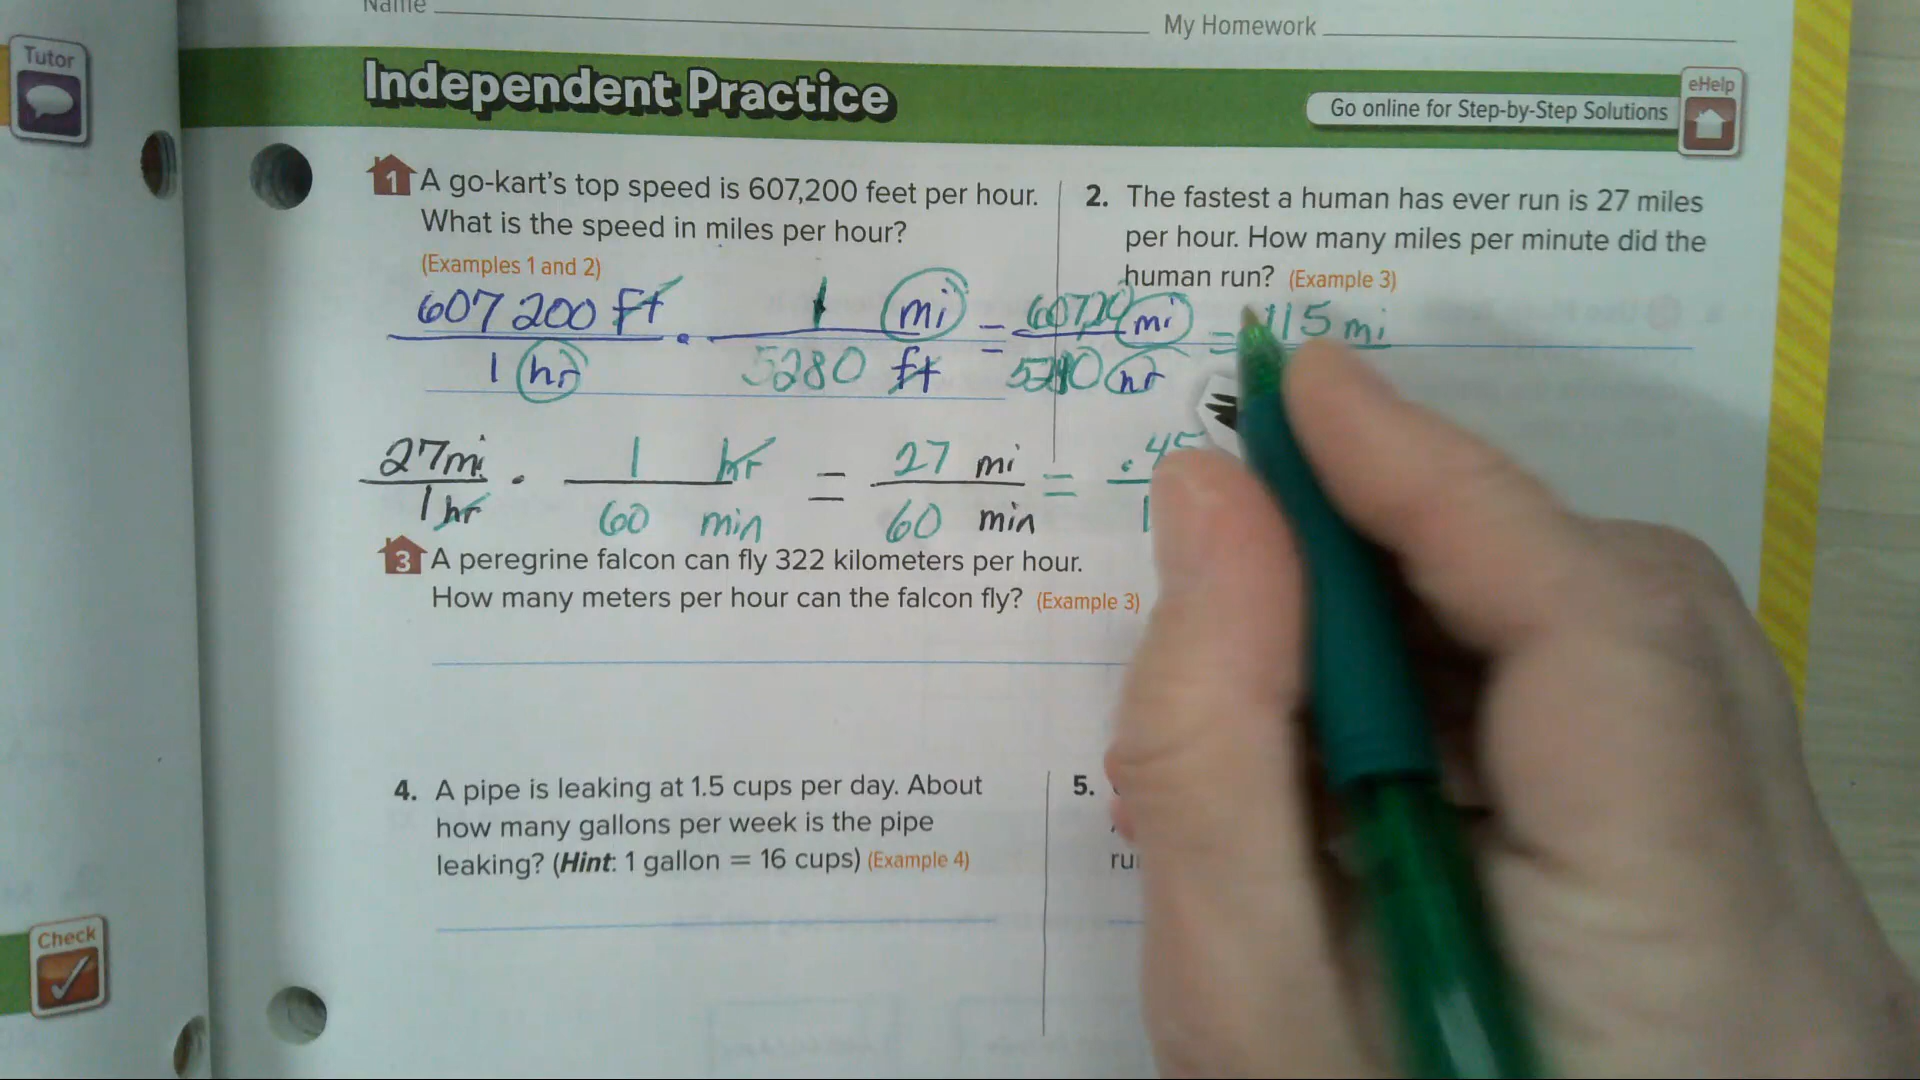 Name
My Homework
Tutor
Independent Practice
eHelp
Go online for Step-by-Step Solutions
1 A go-kart's top speed is 607,200 feet per hour.
What is the speed in miles per hour?
(Examples 1 and 2)
2. The fastest a human has ever run is 27 miles
per hour. How many miles per minute did the
human run? (Example 3)
607 200 ft 1 mi = mi = 115 mi
1 hr 5280 ft hr
27 mi · 1 hr = 27 mi = .45
1 hr 60 min 60 min 1
3 A peregrine falcon can fly 322 kilometers per hour.
How many meters per hour can the falcon fly? (Example 3)
4. A pipe is leaking at 1.5 cups per day. About
how many gallons per week is the pipe
leaking? (Hint: 1 gallon = 16 cups) (Example 4)
5.
ru
Check